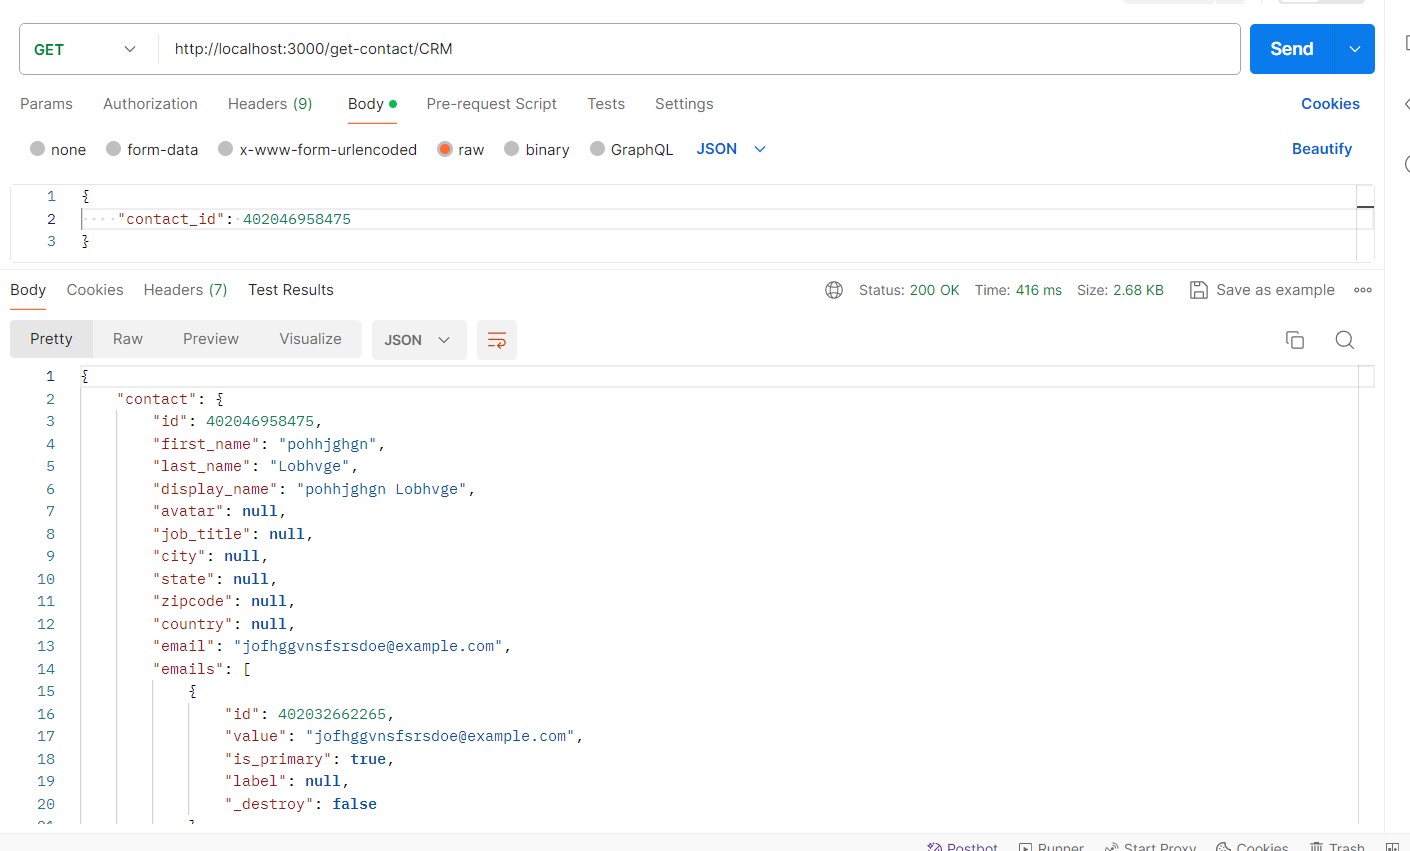 GET http://localhost:3000/get-contact/CRM Send
Params Authorization Headers (9) Body Pre-request Script Tests Settings Cookies
none form-data x-www-form-urlencoded raw binary GraphQL JSON Beautify
1 {
2 "contact_id": 402046958475
3 }
Body Cookies Headers (7) Test Results Status: 200 OK Time: 416 ms Size: 2.68 KB Save as example
Pretty Raw Preview Visualize JSON
1 {
2 "contact": {
3 "id": 402046958475,
4 "first_name": "pohhjghgn",
5 "last_name": "Lobhvge",
6 "display_name": "pohhjghgn Lobhvge",
7 "avatar": null,
8 "job_title": null,
9 "city": null,
10 "state": null,
11 "zipcode": null,
12 "country": null,
13 "email": "jofhggvnsfsrsdoe@example.com",
14 "emails": [
15 {
16 "id": 402032662265,
17 "value": "jofhggvnsfsrsdoe@example.com",
18 "is_primary": true,
19 "label": null,
20 "_destroy": false
Postbot Runner Start Proxy Cookies Trash